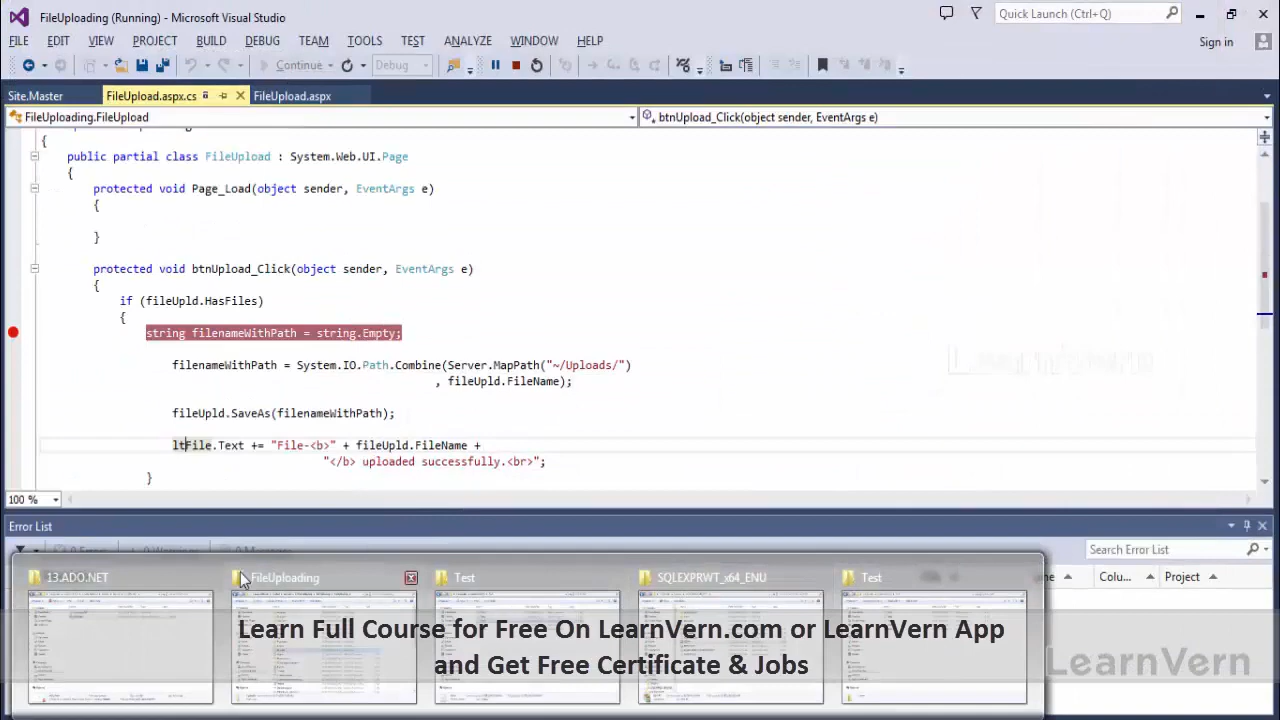 FileUploading (Running) - Microsoft Visual Studio
Quick Launch (Ctrl+Q)
FILE EDIT VIEW PROJECT BUILD DEBUG TEAM TOOLS TEST ANALYZE WINDOW HELP
Sign in
Continue Debug
Site.Master FileUpload.aspx.cs FileUpload.aspx
FileUploading.FileUpload btnUpload_Click(object sender, EventArgs e)
{
public partial class FileUpload : System.Web.UI.Page
{
protected void Page_Load(object sender, EventArgs e)
{
}
protected void btnUpload_Click(object sender, EventArgs e)
{
if (fileUpld.HasFiles)
{
string filenameWithPath = string.Empty;
filenameWithPath = System.IO.Path.Combine(Server.MapPath("~/Uploads/")
, fileUpld.FileName);
fileUpld.SaveAs(filenameWithPath);
ltFile.Text += "File-<b>" + fileUpld.FileName +
"</b> uploaded successfully.<br>";
}
LearnVern
100 %
Error List
Search Error List
13.ADO.NET FileUploading Test SQLEXPRWT_x64_ENU Test
Colu... Project
Learn Full Course for Free On LearnVern.com or LearnVern App
and Get Free Certificate & Jobs
LearnVern